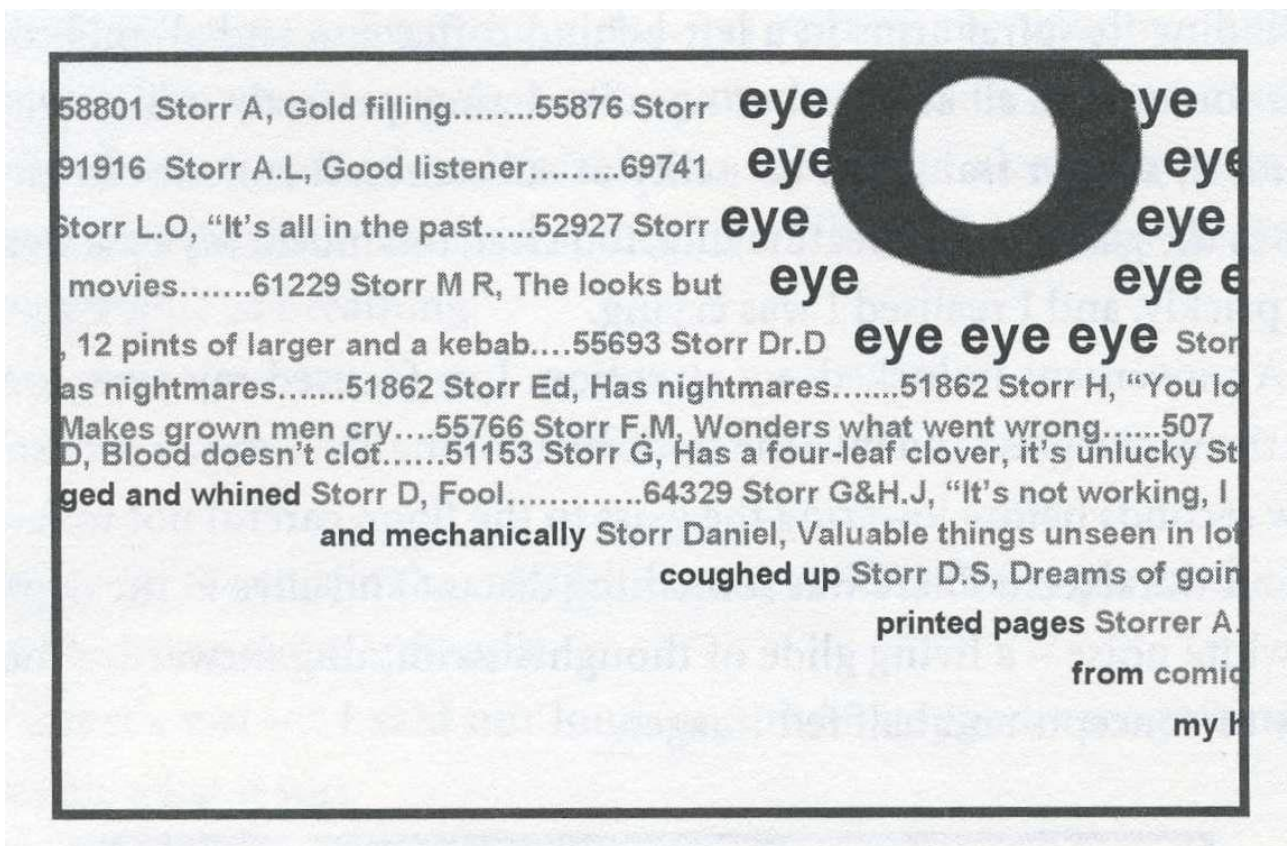 58801 Storr A, Gold filling........55876 Storr eye O eye
91916 Storr A.L, Good listener.........69741 eye eye
Storr L.O, “It’s all in the past.....52927 Storr eye eye
movies.......61229 Storr M R, The looks but eye eye e
, 12 pints of larger and a kebab....55693 Storr Dr.D eye eye eye Stor
as nightmares.......51862 Storr Ed, Has nightmares.......51862 Storr H, “You lo
Makes grown men cry....55766 Storr F.M, Wonders what went wrong......507
D, Blood doesn’t clot......51153 Storr G, Has a four-leaf clover, it’s unlucky St
ged and whined Storr D, Fool.............64329 Storr G&H.J, “It’s not working, I
and mechanically Storr Daniel, Valuable things unseen in lof
coughed up Storr D.S, Dreams of goin
printed pages Storrer A.
from comic
my H